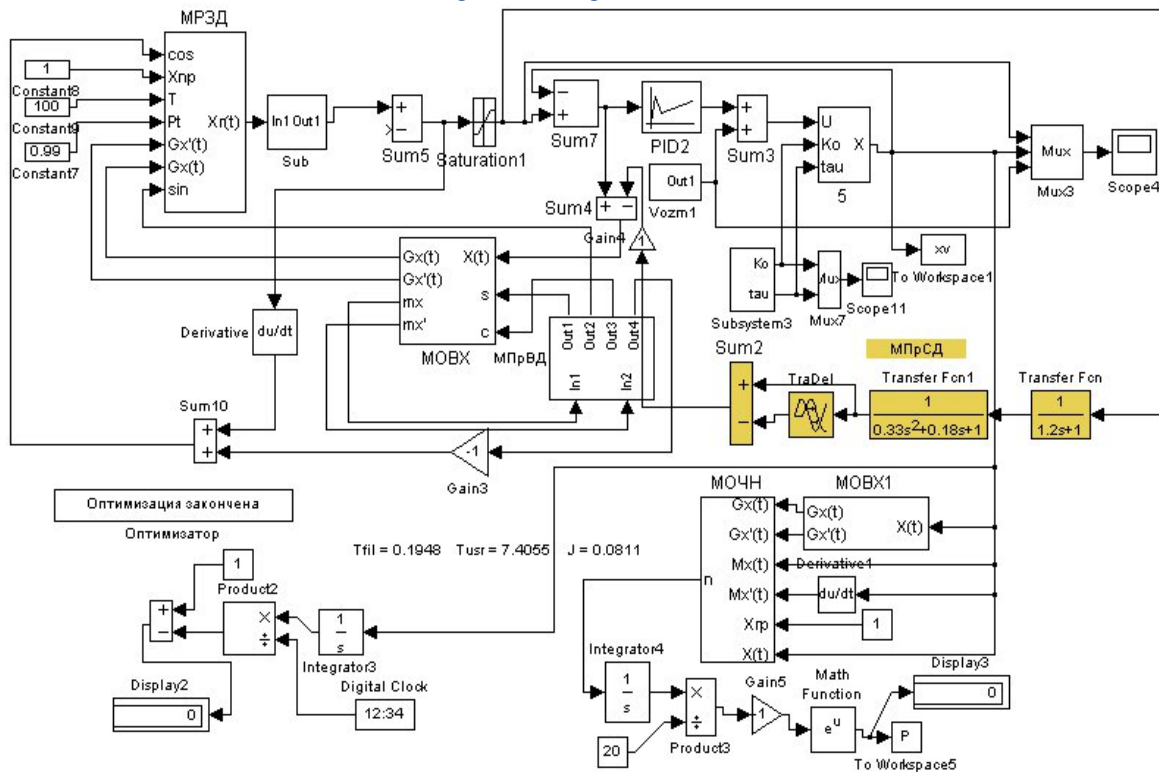 МРЗД
cos
Xпр
T
Pt
Gx'(t)
Gx(t)
sin
Xr(t)
1
Constant8
100
Constant9
0.99
Constant7
In1 Out1
Sub
+
×−
Sum5
Saturation1
−
+
Sum7
PID2
+
+
Sum3
U
Ko
tau
X
5
Mux
Mux3
Scope4
Out1
Vozm1
Sum4
+ −
Gain4
1
Gx(t)
Gx'(t)
mx
mx'
X(t)
s
c
МОВХ
МПрВД
Out1
Out2
Out3
Out4
In1
In2
Ko
tau
Subsystem3
Mux
Mux7
Scope11
xv
To Workspace1
Derivative
du/dt
Sum10
+
+
-1
Gain3
Sum2
+
−
TraDel
МПрСД
Transfer Fcn1
1
0.33s²+0.18s+1
Transfer Fcn
1
1.2s+1
Оптимизация закончена
Оптимизатор
Tfil = 0.1948 Tusr = 7.4055 J = 0.0811
1
Product2
+
−
×
÷
1
s
Integrator3
Digital Clock
12:34
Display2
0
МОЧН
Gx(t)
Gx'(t)
Mx(t)
Mx'(t)
Xгр
X(t)
n
МОВХ1
Gx(t)
Gx'(t)
X(t)
Derivative1
du/dt
1
Integrator4
1
s
20
×
÷
Product3
Gain5
1
Math
Function
eᵘ
Display3
0
P
To Workspace5